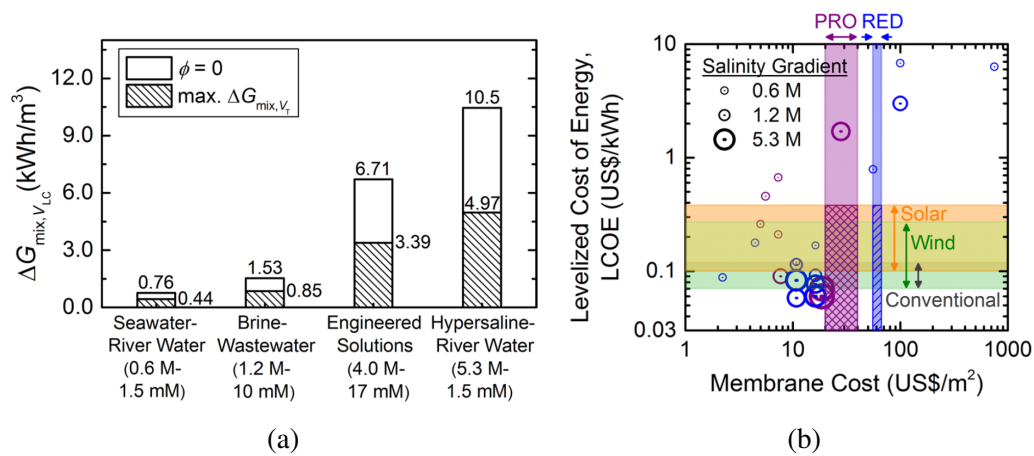 ΔG_mix,V_LC (kWh/m³)
12.0
9.0
6.0
3.0
0.0
ϕ = 0
max. ΔG_mix,V_T
0.76
0.44
1.53
0.85
6.71
3.39
10.5
4.97
Seawater-
River Water
(0.6 M-
1.5 mM)
Brine-
Wastewater
(1.2 M-
10 mM)
Engineered
Solutions
(4.0 M-
17 mM)
Hypersaline-
River Water
(5.3 M-
1.5 mM)
(a)
PRO
RED
Levelized Cost of Energy,
LCOE (US$/kWh)
10
1
0.1
0.03
Salinity Gradient
0.6 M
1.2 M
5.3 M
Solar
Wind
Conventional
1
10
100
1000
Membrane Cost (US$/m²)
(b)